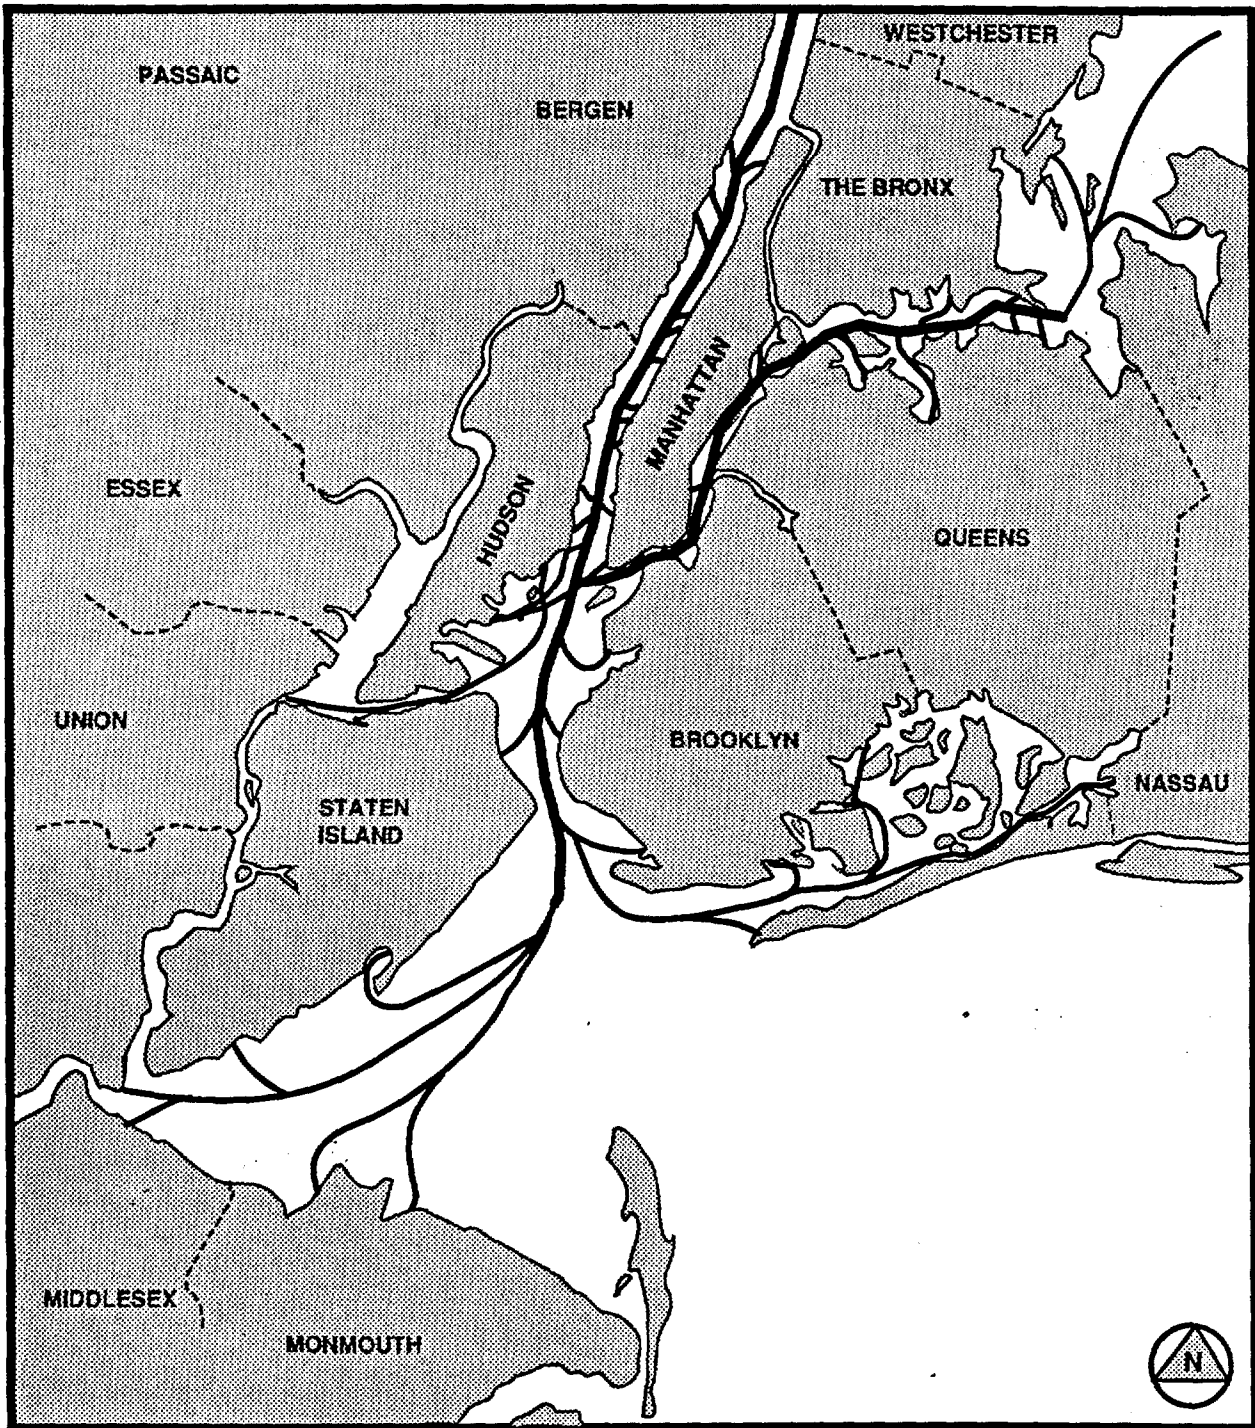 WESTCHESTER
PASSAIC
BERGEN
THE BRONX
MANHATTAN
ESSEX
HUDSON
QUEENS
UNION
BROOKLYN
NASSAU
STATEN
ISLAND
MIDDLESEX
MONMOUTH
N